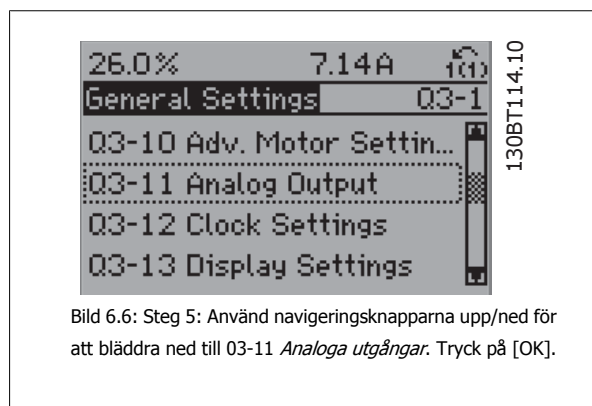 26.0% 7.14A 1(1)
General Settings Q3-1
Q3-10 Adv. Motor Settin...
Q3-11 Analog Output
Q3-12 Clock Settings
Q3-13 Display Settings
130BT114.10
Bild 6.6: Steg 5: Använd navigeringsknapparna upp/ned för
att bläddra ned till 03-11 Analoga utgångar. Tryck på [OK].